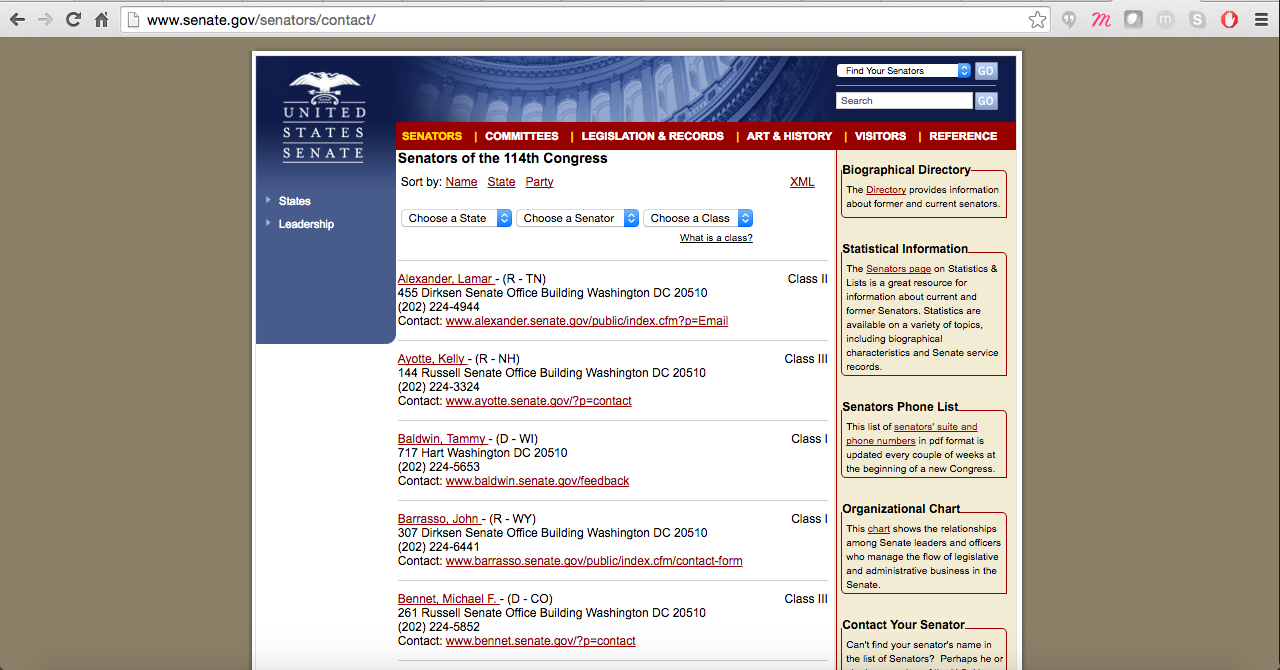 www.senate.gov/senators/contact/
UNITED
STATES
SENATE
Find Your Senators
GO
Search
GO
SENATORS | COMMITTEES | LEGISLATION & RECORDS | ART & HISTORY | VISITORS | REFERENCE
States
Leadership
Senators of the 114th Congress
Sort by: Name State Party XML
Choose a State Choose a Senator Choose a Class
What is a class?
Alexander, Lamar - (R - TN) Class II
455 Dirksen Senate Office Building Washington DC 20510
(202) 224-4944
Contact: www.alexander.senate.gov/public/index.cfm?p=Email
Ayotte, Kelly - (R - NH) Class III
144 Russell Senate Office Building Washington DC 20510
(202) 224-3324
Contact: www.ayotte.senate.gov/?p=contact
Baldwin, Tammy - (D - WI) Class I
717 Hart Washington DC 20510
(202) 224-5653
Contact: www.baldwin.senate.gov/feedback
Barrasso, John - (R - WY) Class I
307 Dirksen Senate Office Building Washington DC 20510
(202) 224-6441
Contact: www.barrasso.senate.gov/public/index.cfm/contact-form
Bennet, Michael F. - (D - CO) Class III
261 Russell Senate Office Building Washington DC 20510
(202) 224-5852
Contact: www.bennet.senate.gov/?p=contact
Biographical Directory
The Directory provides information
about former and current senators.
Statistical Information
The Senators page on Statistics &
Lists is a great resource for
information about current and
former Senators. Statistics are
available on a variety of topics,
including biographical
characteristics and Senate service
records.
Senators Phone List
This list of senators' suite and
phone numbers in pdf format is
updated every couple of weeks at
the beginning of a new Congress.
Organizational Chart
This chart shows the relationships
among Senate leaders and officers
who manage the flow of legislative
and administrative business in the
Senate.
Contact Your Senator
Can't find your senator's name in
the list of Senators? Perhaps he or